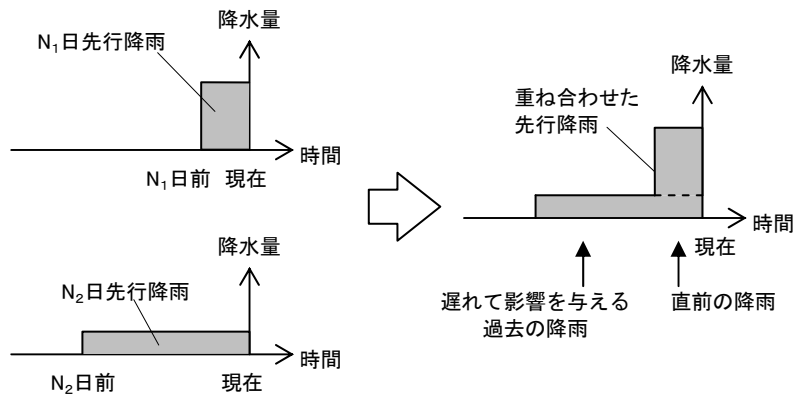 降水量
N₁日先行降雨
時間
N₁日前
現在
降水量
N₂日先行降雨
時間
N₂日前
現在
降水量
重ね合わせた
先行降雨
時間
現在
遅れて影響を与える
過去の降雨
直前の降雨